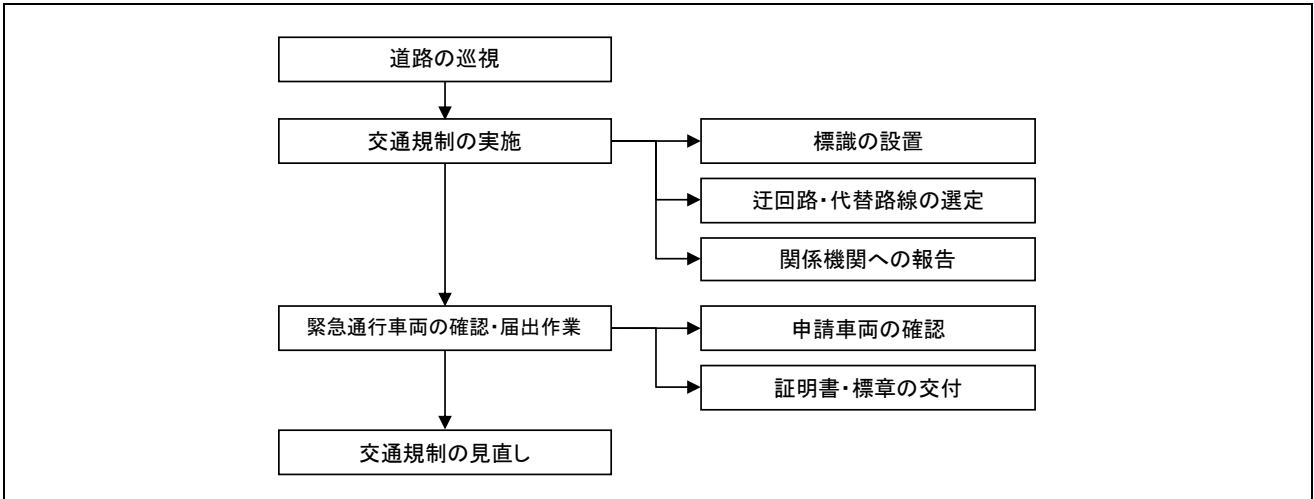 道路の巡視
交通規制の実施
標識の設置
迂回路・代替路線の選定
関係機関への報告
緊急通行車両の確認・届出作業
申請車両の確認
証明書・標章の交付
交通規制の見直し